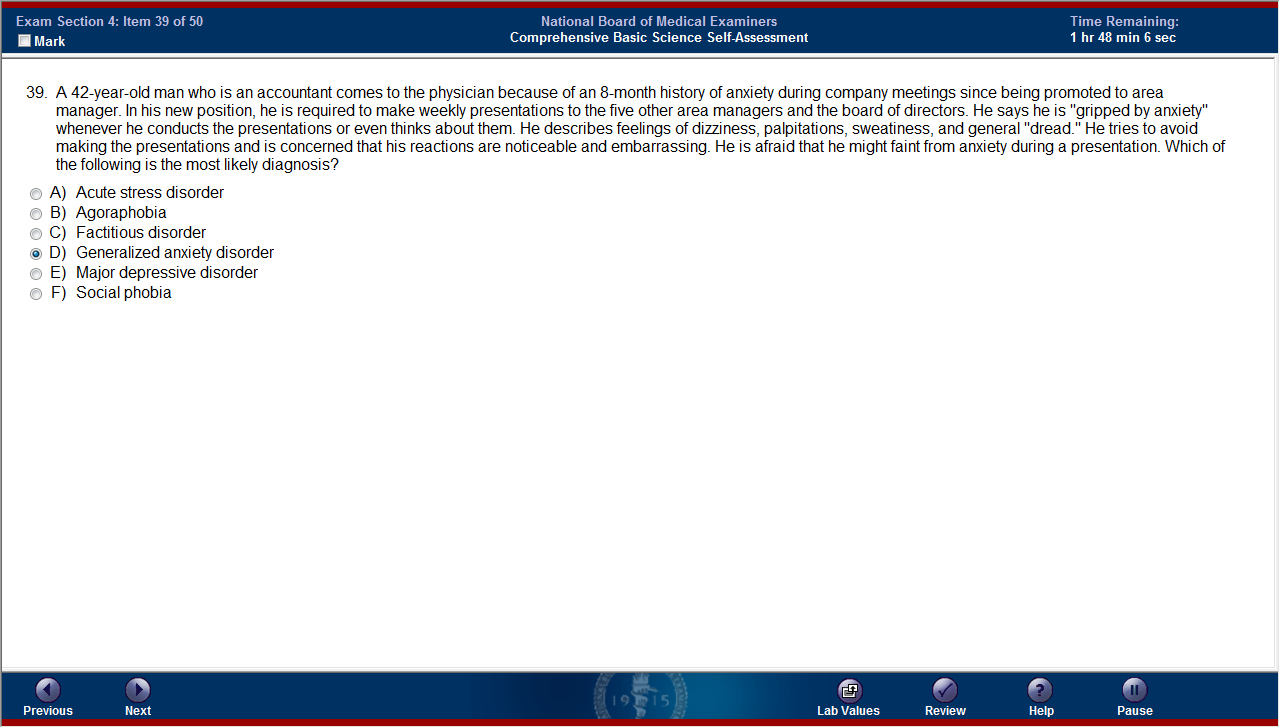 Exam Section 4: Item 39 of 50
National Board of Medical Examiners
Time Remaining:
Mark
Comprehensive Basic Science Self-Assessment
1 hr 48 min 6 sec
39. A 42-year-old man who is an accountant comes to the physician because of an 8-month history of anxiety during company meetings since being promoted to area
manager. In his new position, he is required to make weekly presentations to the five other area managers and the board of directors. He says he is "gripped by anxiety"
whenever he conducts the presentations or even thinks about them. He describes feelings of dizziness, palpitations, sweatiness, and general "dread." He tries to avoid
making the presentations and is concerned that his reactions are noticeable and embarrassing. He is afraid that he might faint from anxiety during a presentation. Which of
the following is the most likely diagnosis?
A) Acute stress disorder
B) Agoraphobia
C) Factitious disorder
D) Generalized anxiety disorder
E) Major depressive disorder
F) Social phobia
1915
Previous
Next
Lab Values
Review
Help
Pause